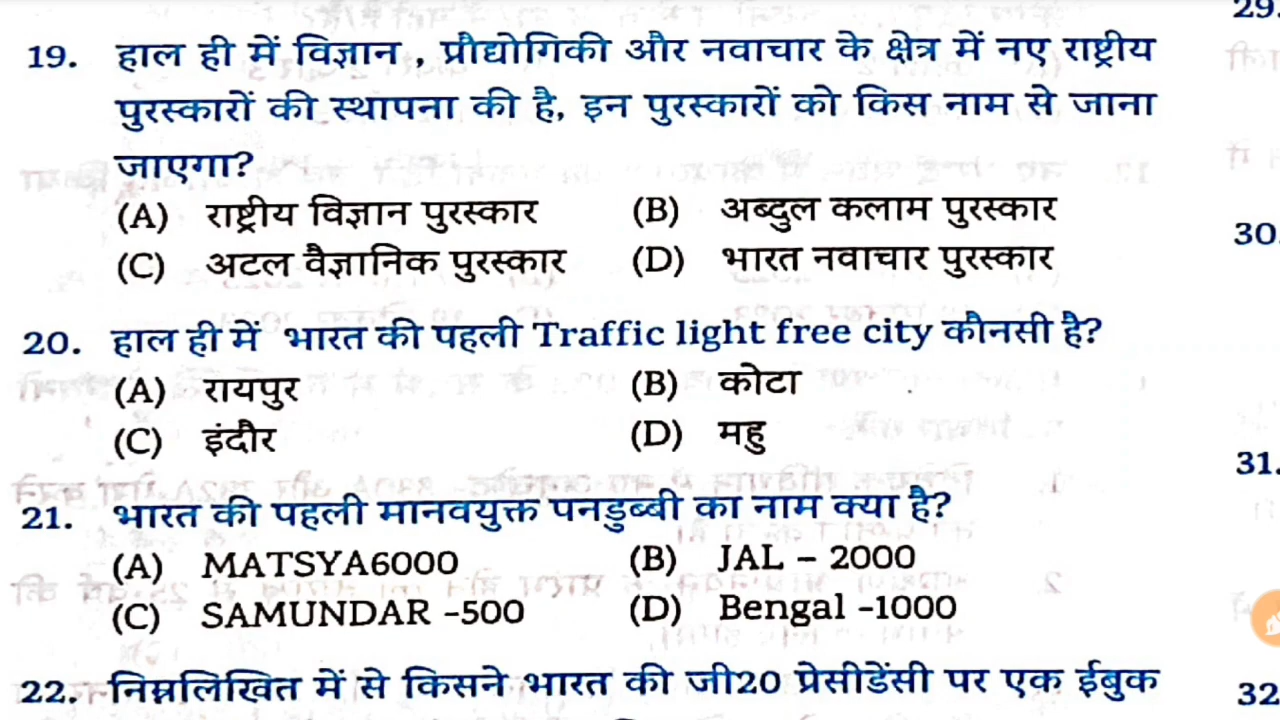 29.
19. हाल ही में विज्ञान, प्रौद्योगिकी और नवाचार के क्षेत्र में नए राष्ट्रीय
पुरस्कारों की स्थापना की है, इन पुरस्कारों को किस नाम से जाना
जाएगा?
(A) राष्ट्रीय विज्ञान पुरस्कार (B) अब्दुल कलाम पुरस्कार
(C) अटल वैज्ञानिक पुरस्कार (D) भारत नवाचार पुरस्कार
30.
20. हाल ही में भारत की पहली Traffic light free city कौनसी है?
(A) रायपुर (B) कोटा
(C) इंदौर (D) महु
31.
21. भारत की पहली मानवयुक्त पनडुब्बी का नाम क्या है?
(A) MATSYA6000 (B) JAL – 2000
(C) SAMUNDAR -500 (D) Bengal -1000
22. निम्नलिखित में से किसने भारत की जी20 प्रेसीडेंसी पर एक ईबुक
32